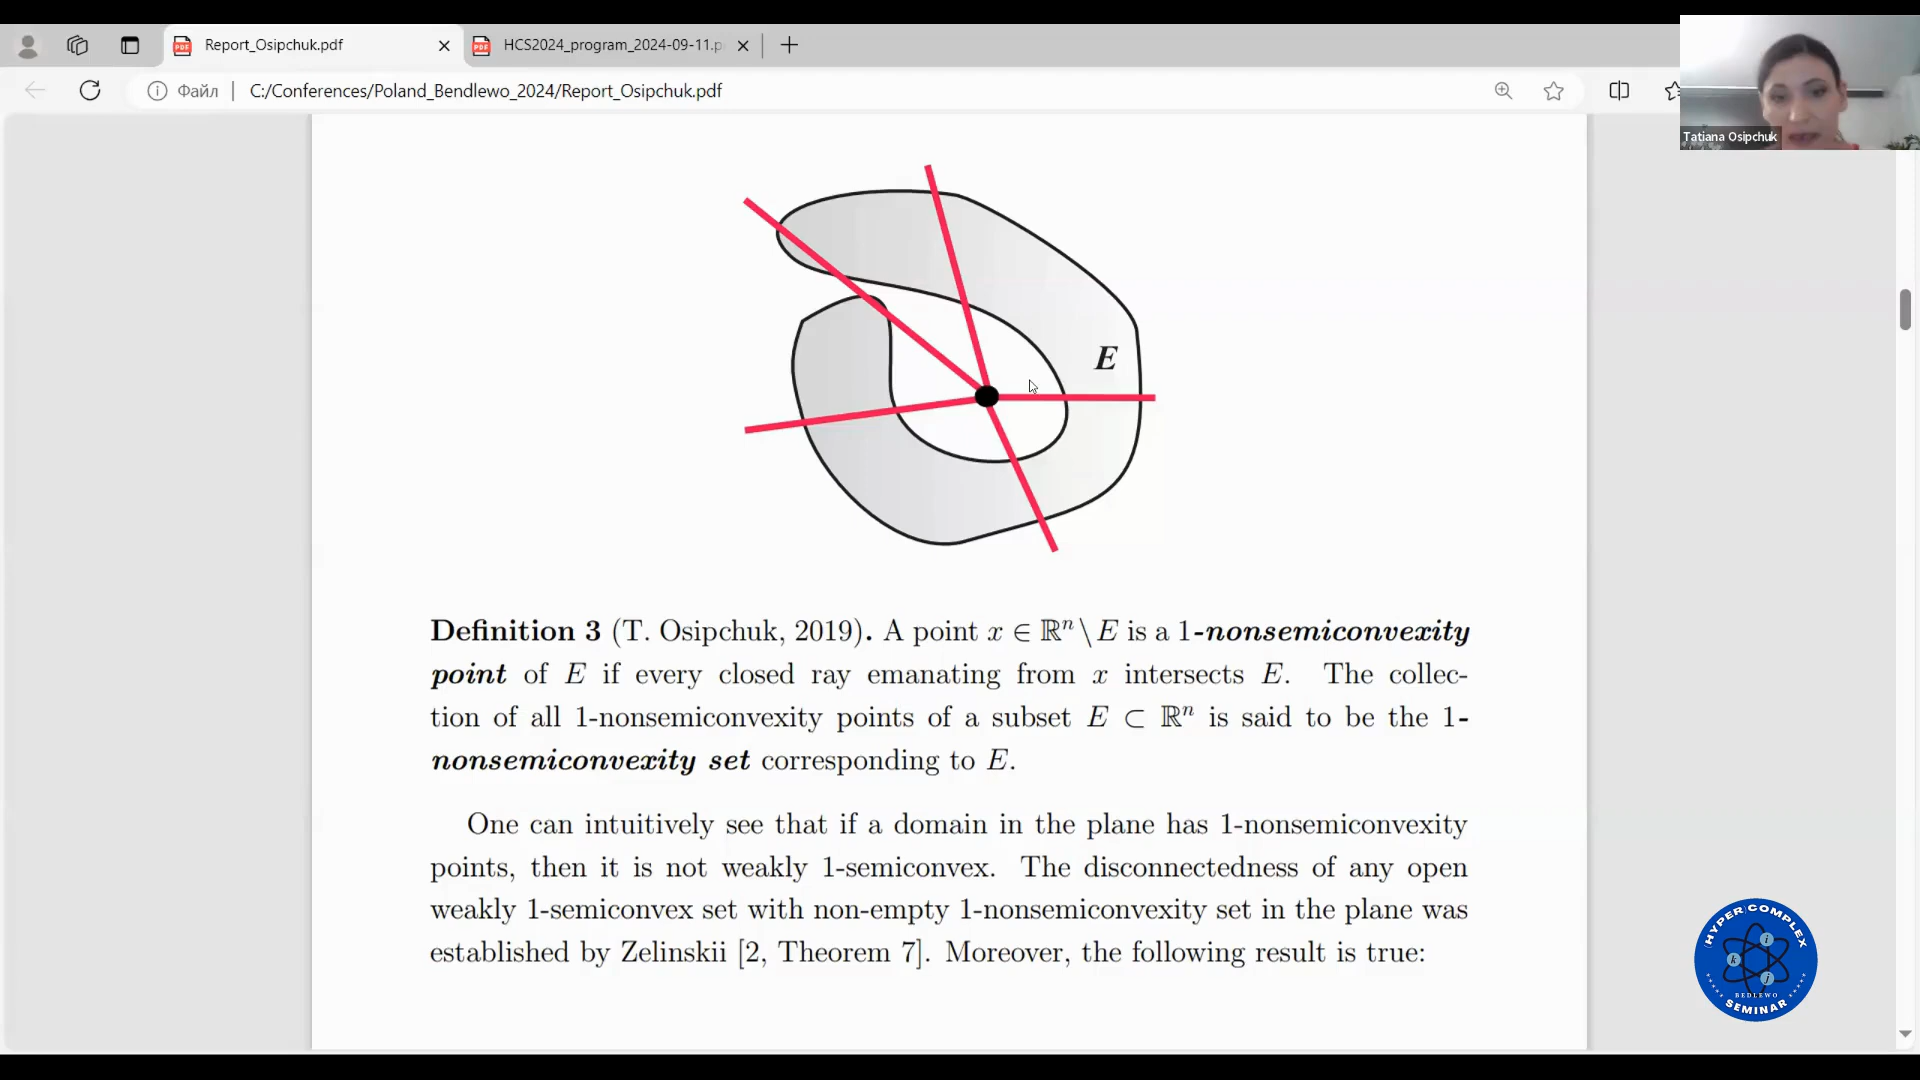 Report_Osipchuk.pdf
HCS2024_program_2024-09-11.p
Файл
C:/Conferences/Poland_Bendlewo_2024/Report_Osipchuk.pdf
Tatiana Osipchuk
E
Definition 3 (T. Osipchuk, 2019). A point x ∈ ℝⁿ\E is a 1-nonsemiconvexity
point of E if every closed ray emanating from x intersects E. The collec-
tion of all 1-nonsemiconvexity points of a subset E ⊂ ℝⁿ is said to be the 1-
nonsemiconvexity set corresponding to E.
One can intuitively see that if a domain in the plane has 1-nonsemiconvexity
points, then it is not weakly 1-semiconvex. The disconnectedness of any open
weakly 1-semiconvex set with non-empty 1-nonsemiconvexity set in the plane was
established by Zelinskii [2, Theorem 7]. Moreover, the following result is true:
HYPER COMPLEX
i
k
j
BEDLEWO
SEMINAR